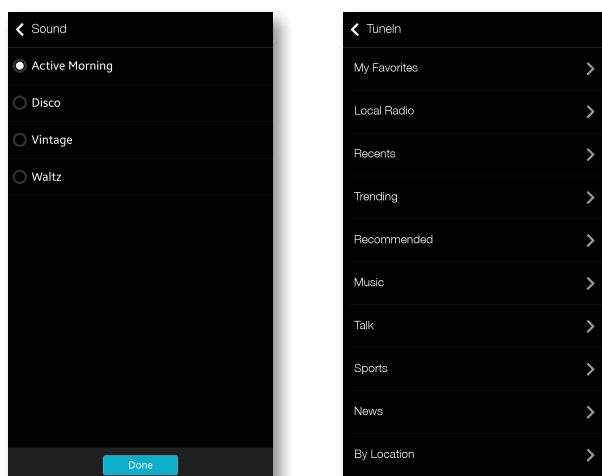 Sound
Active Morning
Disco
Vintage
Waltz
Done
TuneIn
My Favorites
Local Radio
Recents
Trending
Recommended
Music
Talk
Sports
News
By Location